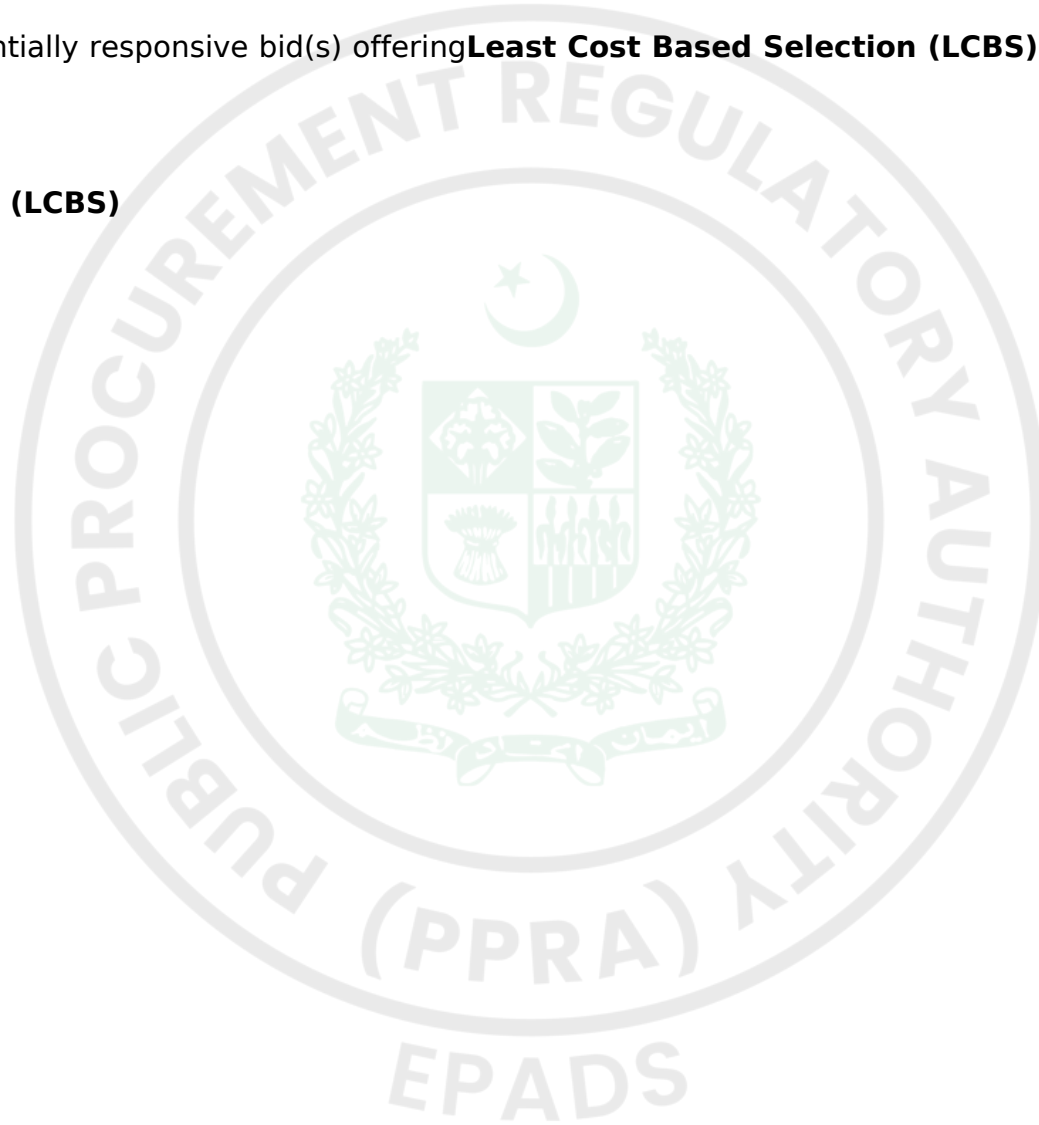 ntially responsive bid(s) offeringLeast Cost Based Selection (LCBS)
(LCBS)
PUBLIC PROCUREMENT REGULATORY AUTHORITY
(PPRA)
EPADS